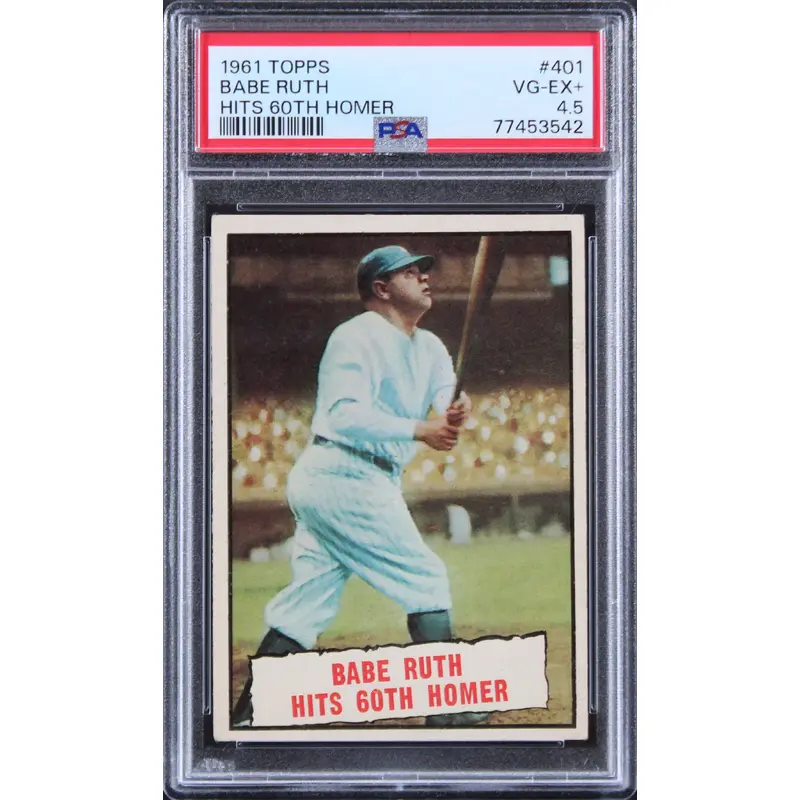 1961 TOPPS #401
BABE RUTH VG-EX+
HITS 60TH HOMER 4.5
PSA 77453542
BABE RUTH
HITS 60TH HOMER